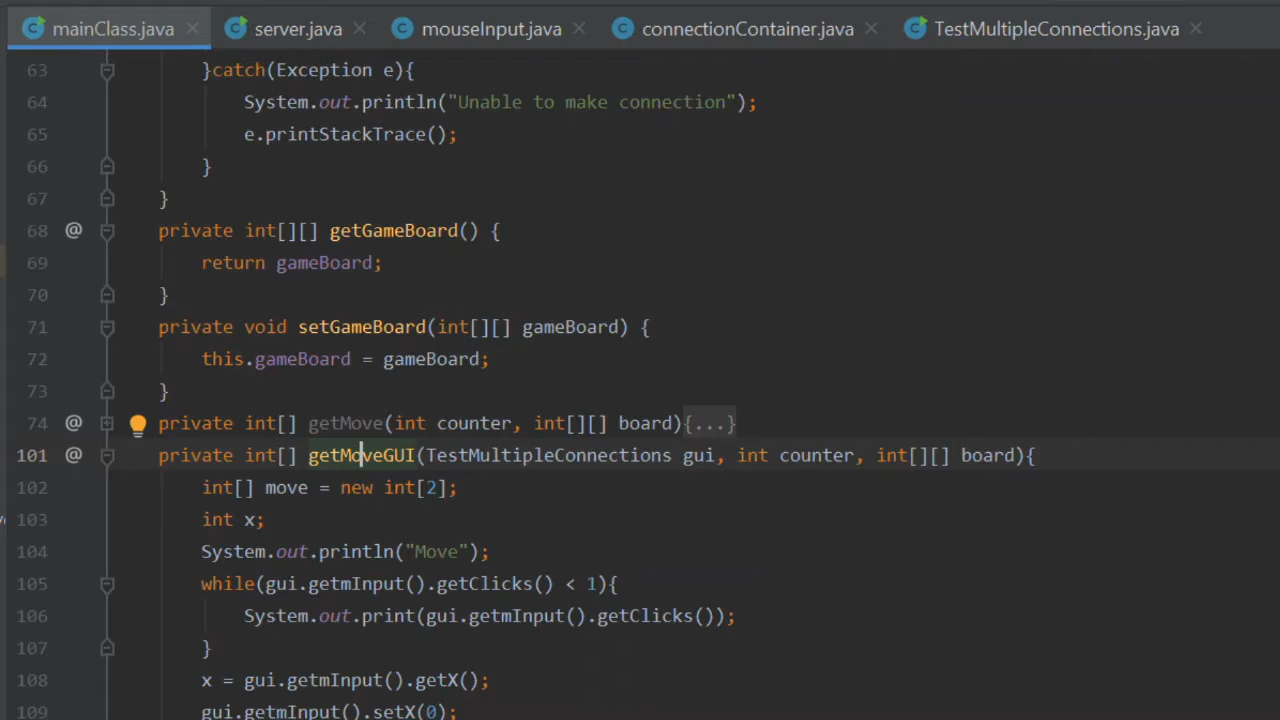 mainClass.java server.java mouseInput.java connectionContainer.java TestMultipleConnections.java
63 }catch(Exception e){
64 System.out.println("Unable to make connection");
65 e.printStackTrace();
66 }
67 }
68 @ private int[][] getGameBoard() {
69 return gameBoard;
70 }
71 private void setGameBoard(int[][] gameBoard) {
72 this.gameBoard = gameBoard;
73 }
74 @ private int[] getMove(int counter, int[][] board){...}
101 @ private int[] getMoveGUI(TestMultipleConnections gui, int counter, int[][] board){
102 int[] move = new int[2];
103 int x;
104 System.out.println("Move");
105 while(gui.getmInput().getClicks() < 1){
106 System.out.print(gui.getmInput().getClicks());
107 }
108 x = gui.getmInput().getX();
109 gui.getmInput().setX(0);